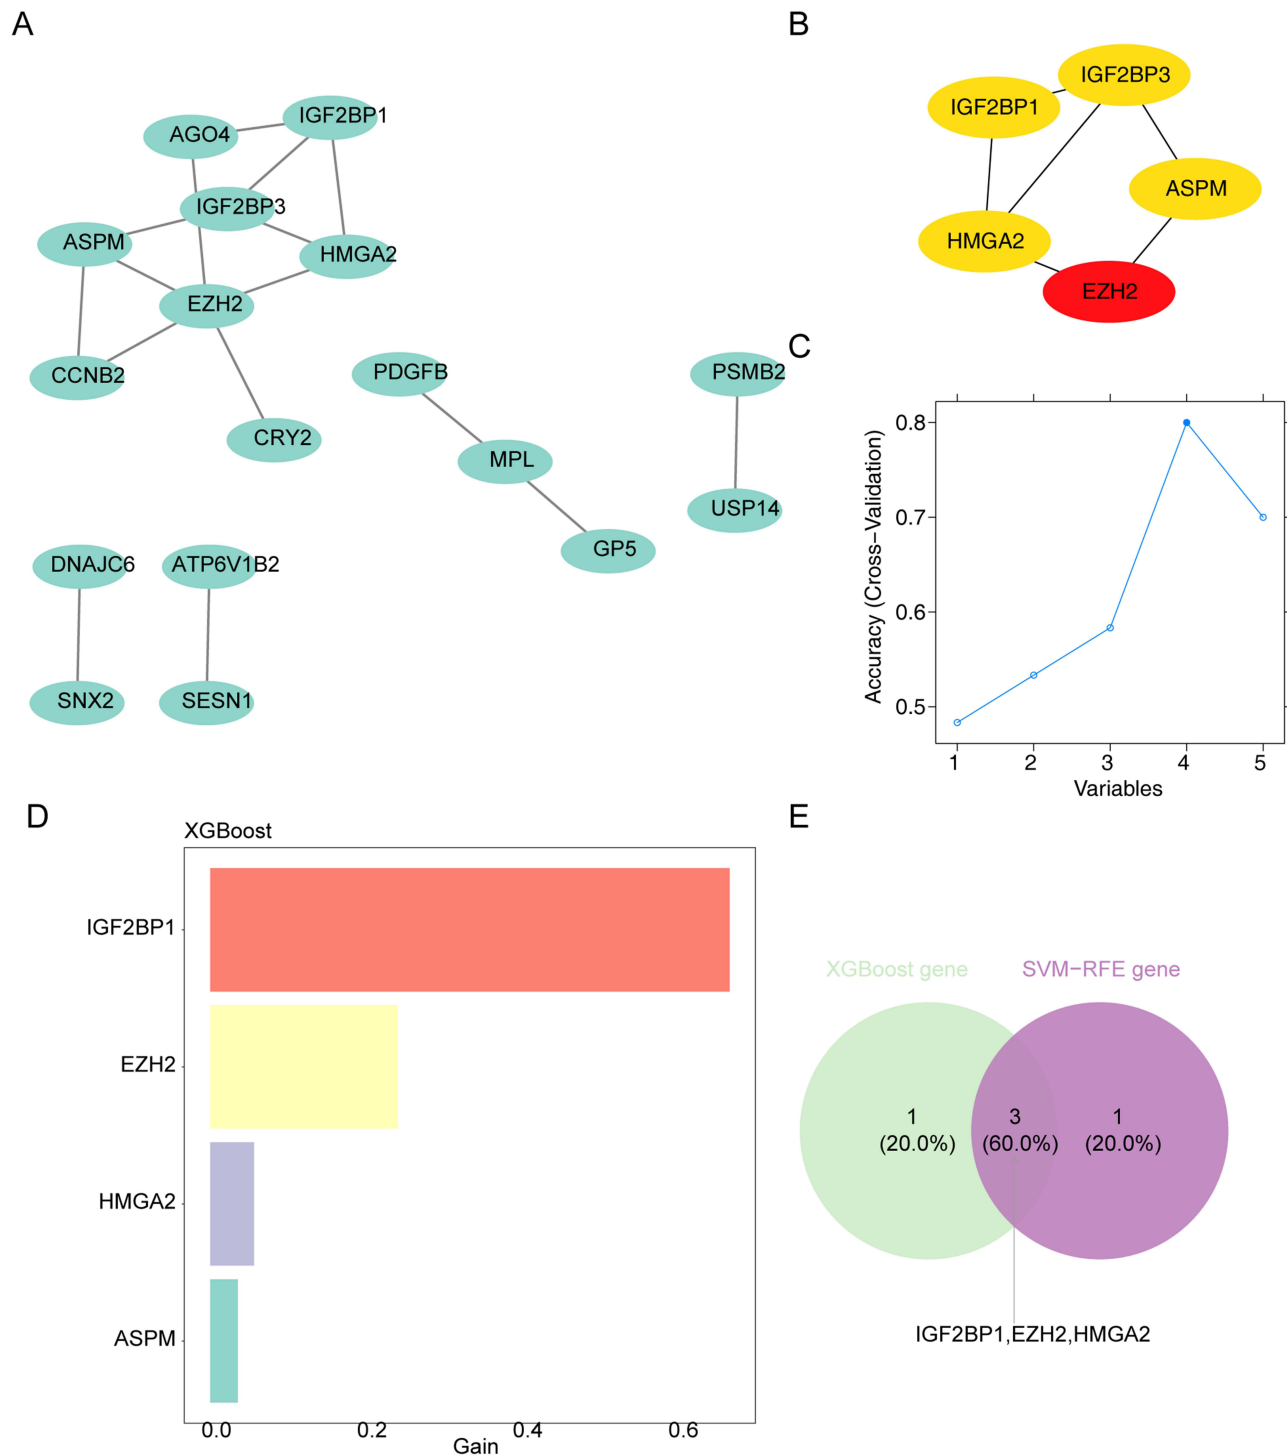 A
AGO4
IGF2BP1
IGF2BP3
ASPM
HMGA2
EZH2
CCNB2
CRY2
PDGFB
MPL
GP5
PSMB2
USP14
DNAJC6
ATP6V1B2
SNX2
SESN1
B
IGF2BP3
IGF2BP1
ASPM
HMGA2
EZH2
C
Accuracy (Cross−Validation)
0.8
0.7
0.6
0.5
1 2 3 4 5
Variables
D
XGBoost
IGF2BP1
EZH2
HMGA2
ASPM
0.0 0.2 0.4 0.6
Gain
E
XGBoost gene SVM−RFE gene
1 3 1
(20.0%) (60.0%) (20.0%)
IGF2BP1,EZH2,HMGA2